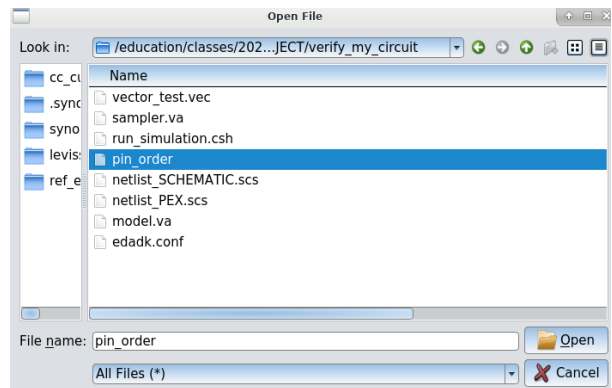 Open File
Look in: /education/classes/202...JECT/verify_my_circuit
cc_cu
.sync
syno
levis
ref_e
Name
vector_test.vec
sampler.va
run_simulation.csh
pin_order
netlist_SCHEMATIC.scs
netlist_PEX.scs
model.va
edadk.conf
File name: pin_order
Open
All Files (*)
Cancel